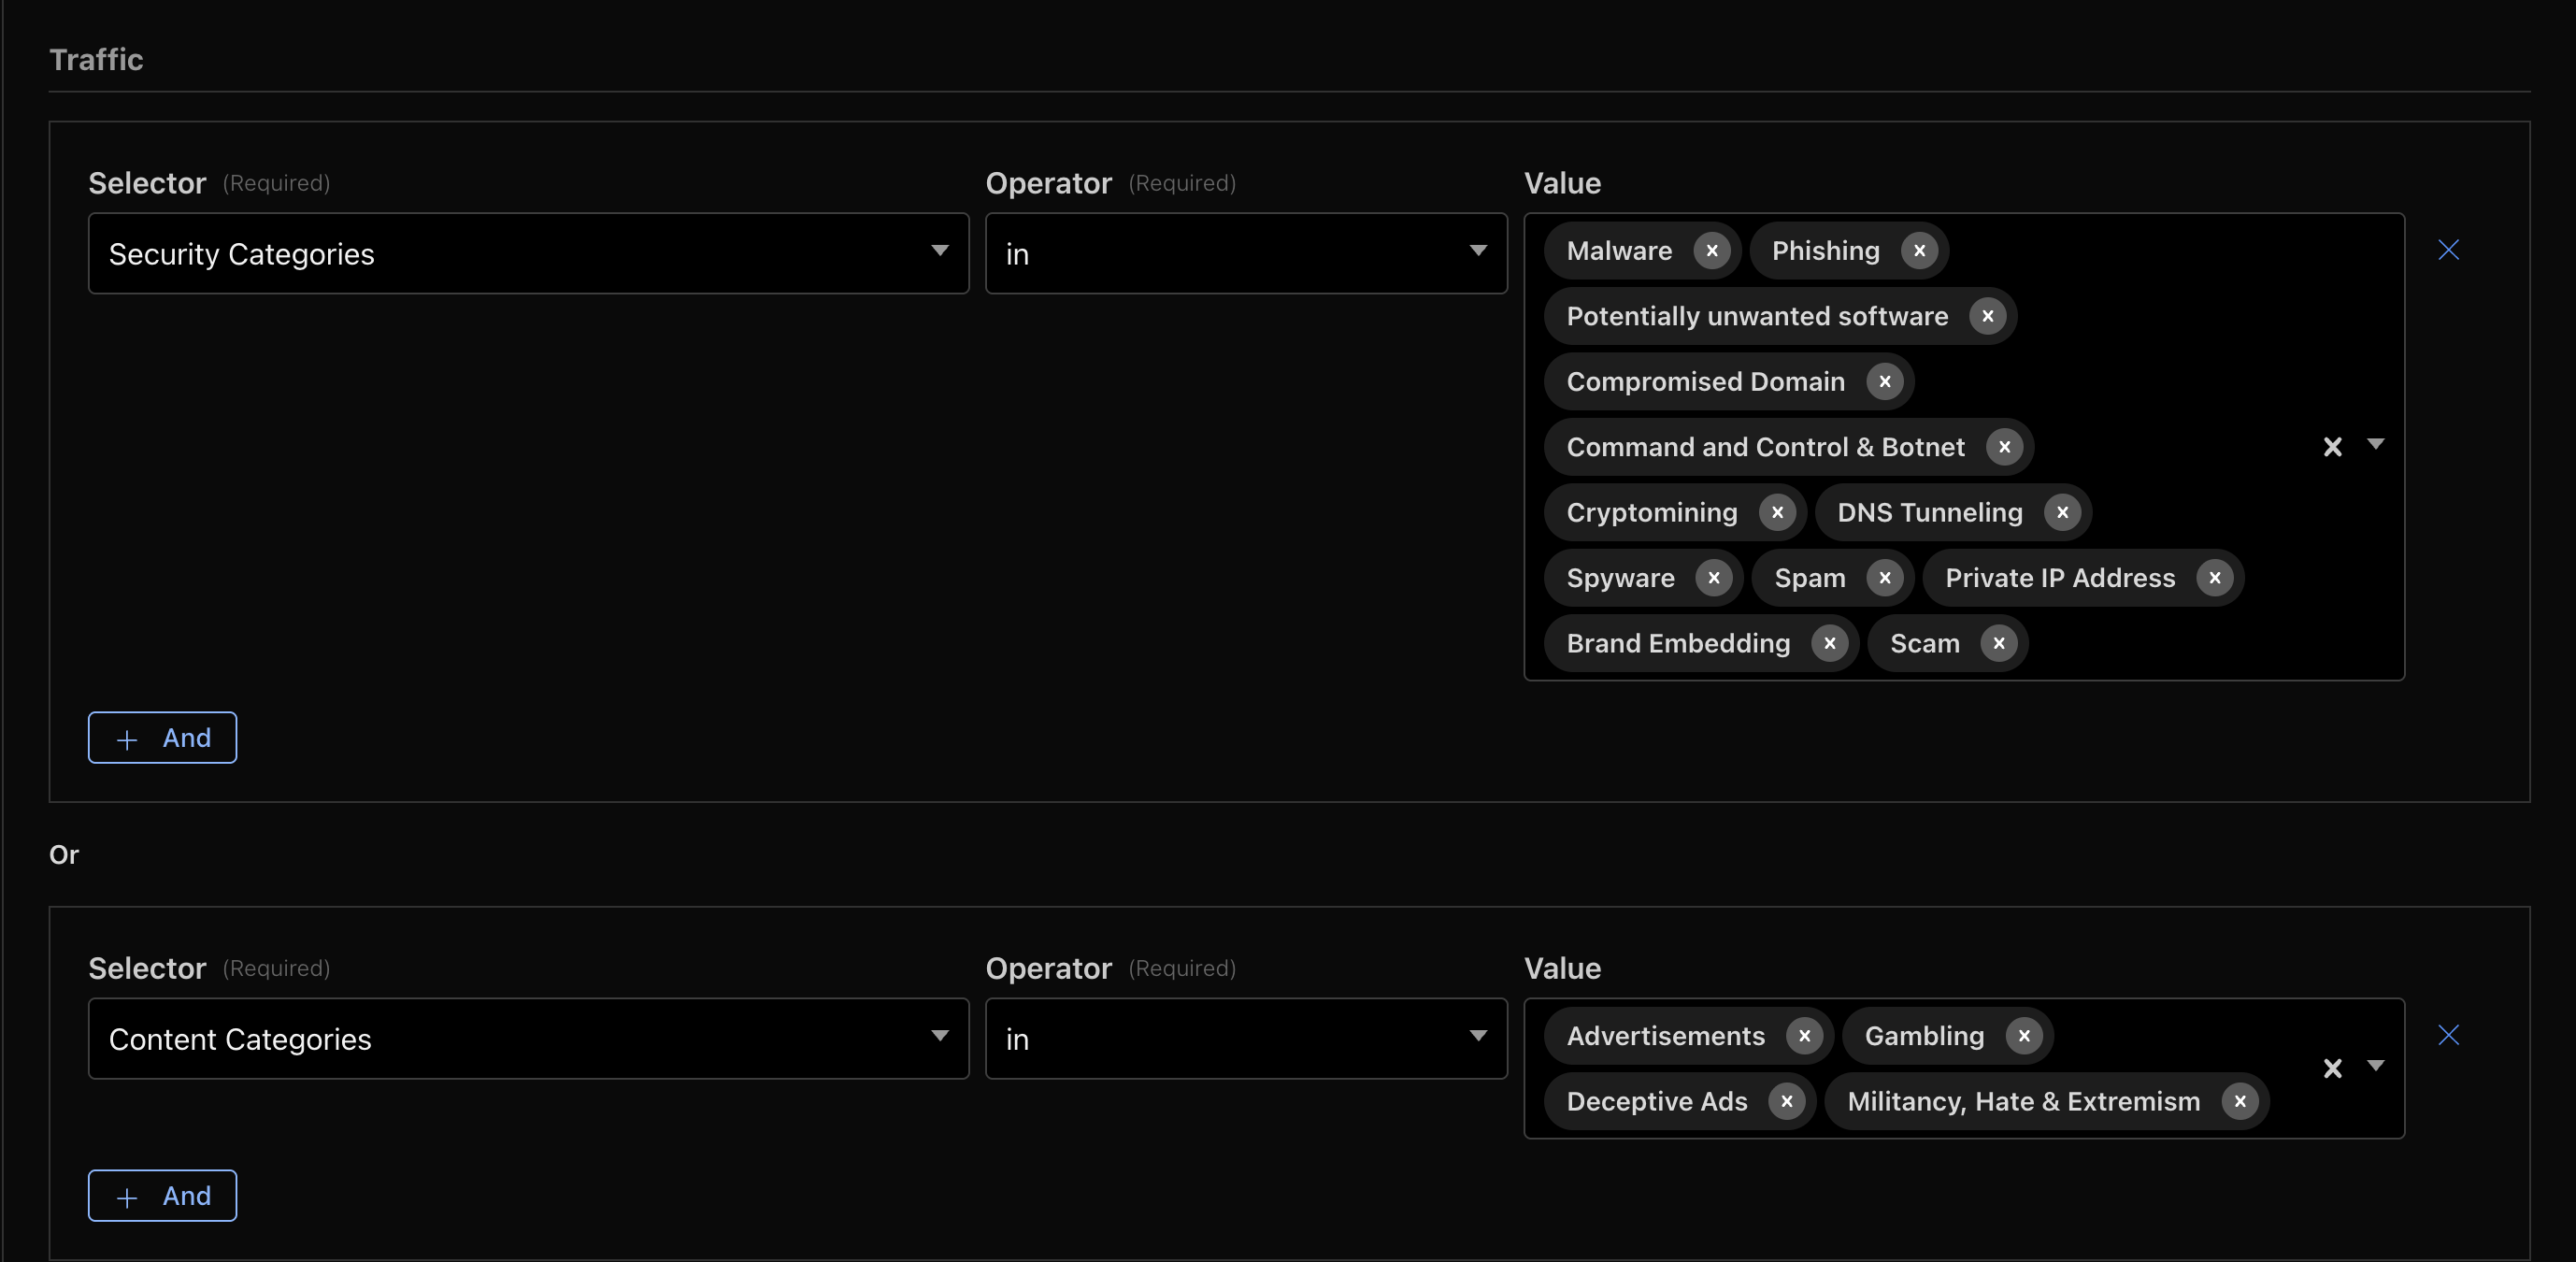 Traffic
Selector (Required) Operator (Required) Value
Security Categories in Malware x Phishing x
Potentially unwanted software x
Compromised Domain x
Command and Control & Botnet x
Cryptomining x DNS Tunneling x
Spyware x Spam x Private IP Address x
Brand Embedding x Scam x
+ And
Or
Selector (Required) Operator (Required) Value
Content Categories in Advertisements x Gambling x
Deceptive Ads x Militancy, Hate & Extremism x
+ And